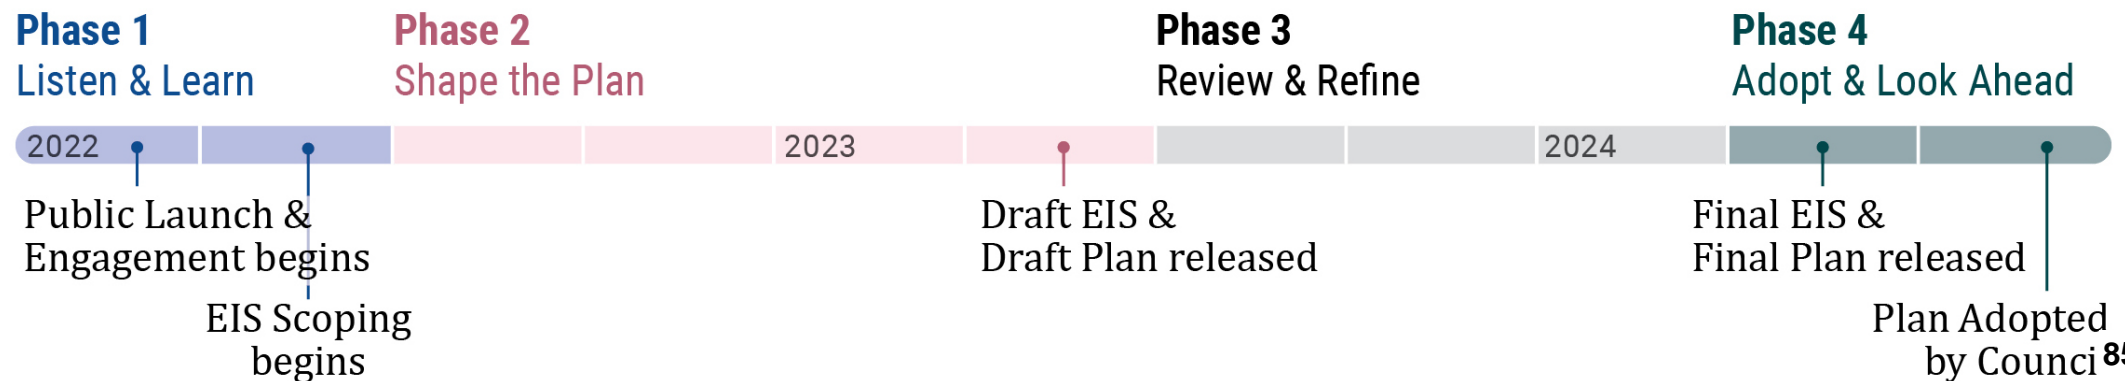 Phase 1
Listen & Learn
Phase 2
Shape the Plan
Phase 3
Review & Refine
Phase 4
Adopt & Look Ahead
2022
2023
2024
Public Launch &
Engagement begins
EIS Scoping
begins
Draft EIS &
Draft Plan released
Final EIS &
Final Plan released
Plan Adopted
by Counci
85